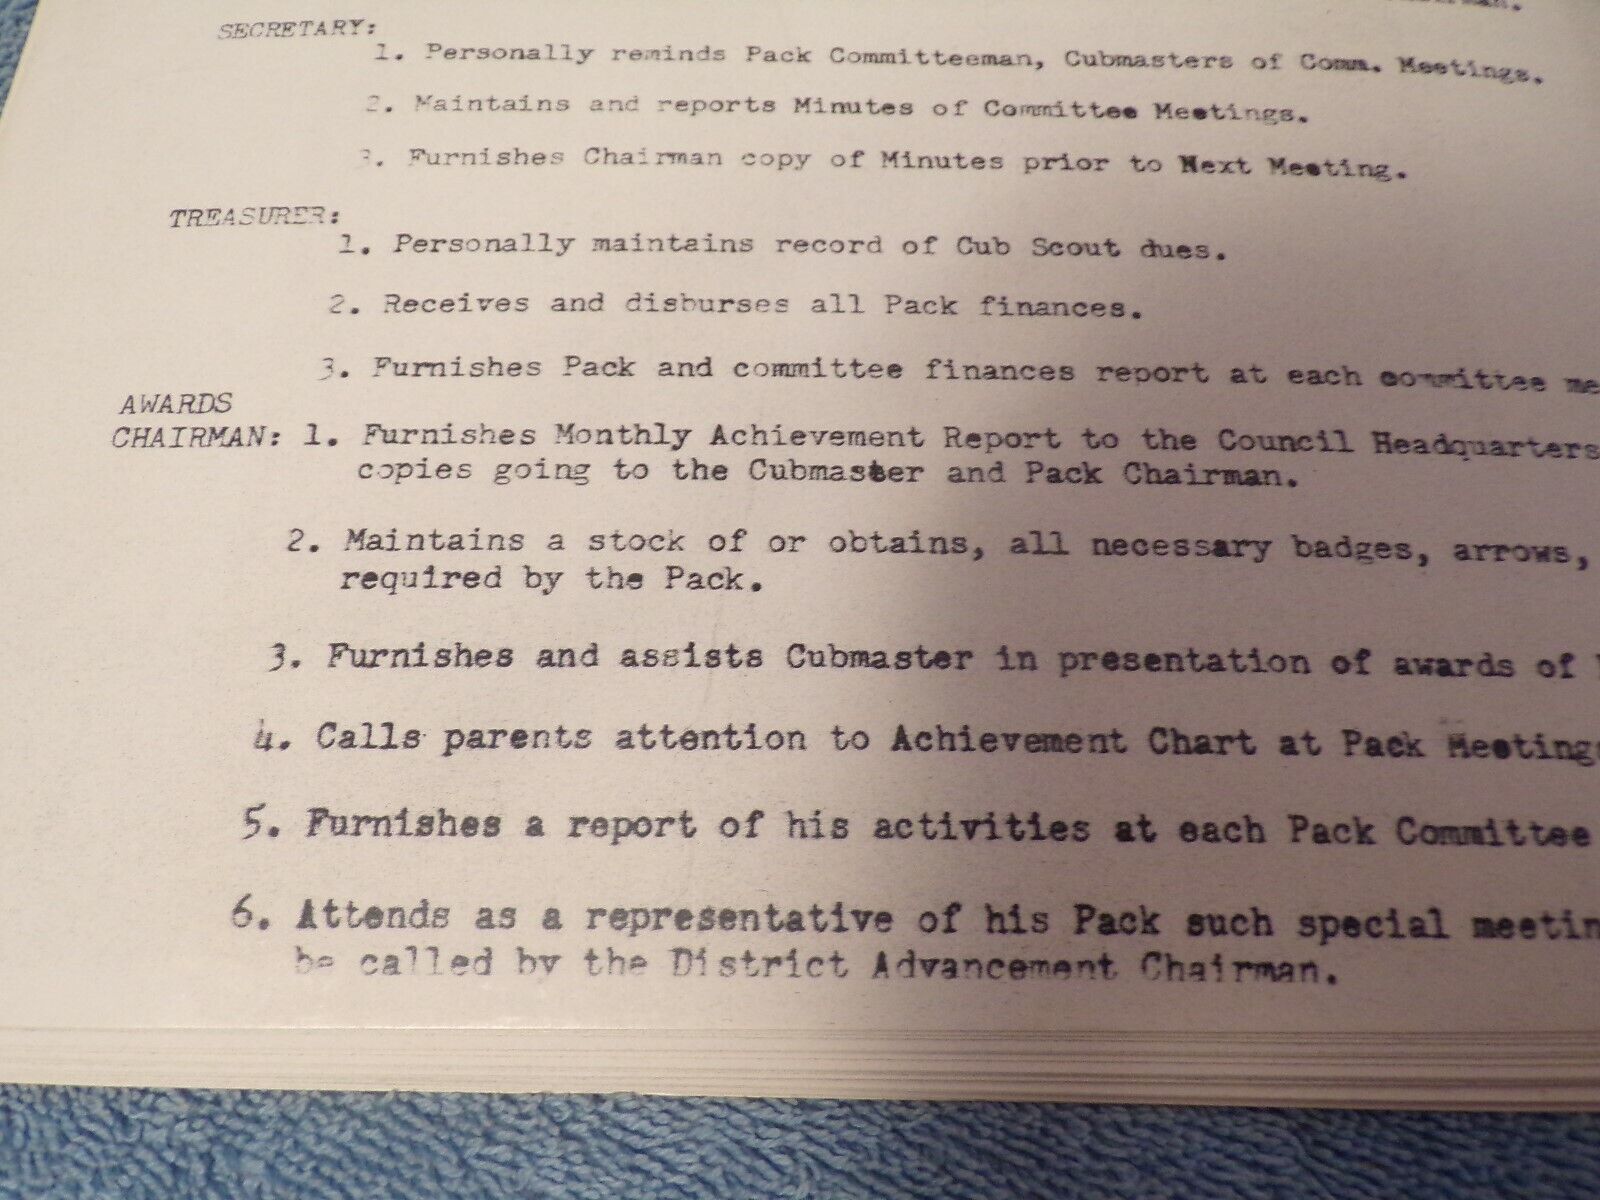 SECRETARY:
1. Personally reminds Pack Committeeman, Cubmasters of Comm. Meetings.
2. Maintains and reports Minutes of Committee Meetings.
3. Furnishes Chairman copy of Minutes prior to Next Meeting.
TREASURER:
1. Personally maintains record of Cub Scout dues.
2. Receives and disburses all Pack finances.
3. Furnishes Pack and committee finances report at each committee me
AWARDS
CHAIRMAN: 1. Furnishes Monthly Achievement Report to the Council Headquarters
copies going to the Cubmaster and Pack Chairman.
2. Maintains a stock of or obtains, all necessary badges, arrows,
required by the Pack.
3. Furnishes and assists Cubmaster in presentation of awards of
4. Calls parents attention to Achievement Chart at Pack Meetings
5. Furnishes a report of his activities at each Pack Committee
6. Attends as a representative of his Pack such special meetin
be called by the District Advancement Chairman.